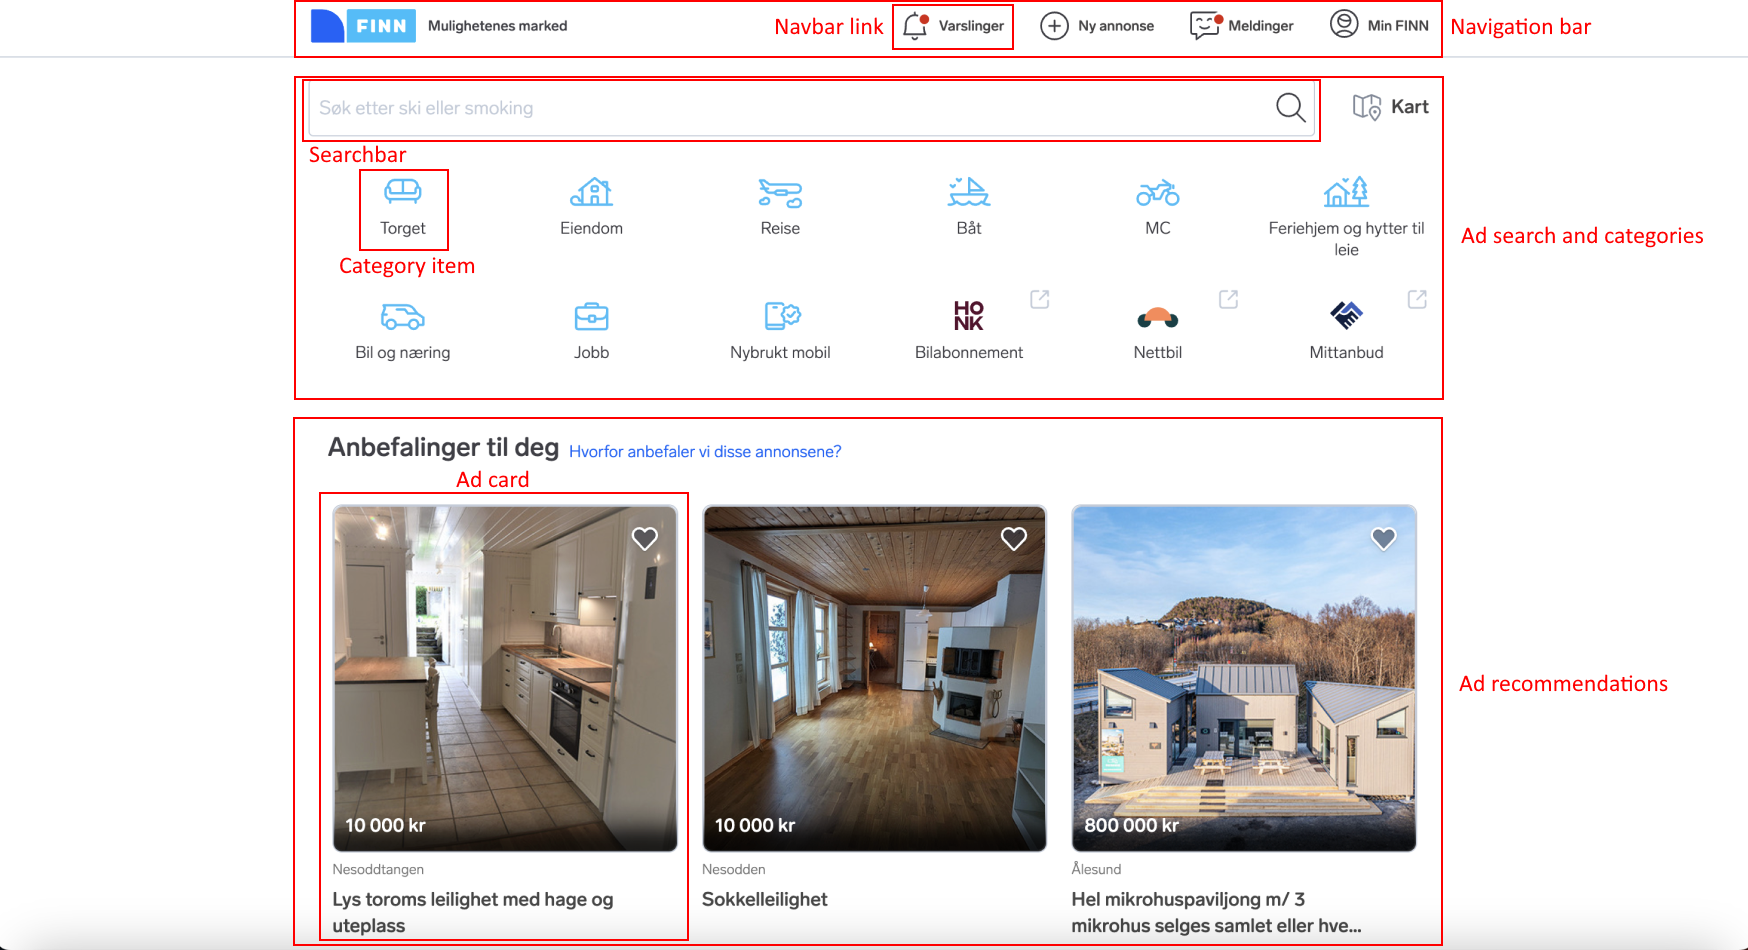 FINN
Mulighetenes marked
Navbar link
Varslinger
Ny annonse
Meldinger
Min FINN
Navigation bar
Søk etter ski eller smoking
Kart
Searchbar
Torget
Eiendom
Reise
Båt
MC
Feriehjem og hytter til
leie
Ad search and categories
Category item
HONK
Bil og næring
Jobb
Nybrukt mobil
Bilabonnement
Nettbil
Mittanbud
Anbefalinger til deg
Hvorfor anbefaler vi disse annonsene?
Ad card
Ad recommendations
10 000 kr
10 000 kr
800 000 kr
Nesoddtangen
Nesodden
Ålesund
Lys toroms leilighet med hage og
uteplass
Sokkelleilighet
Hel mikrohuspaviljong m/ 3
mikrohus selges samlet eller hve...